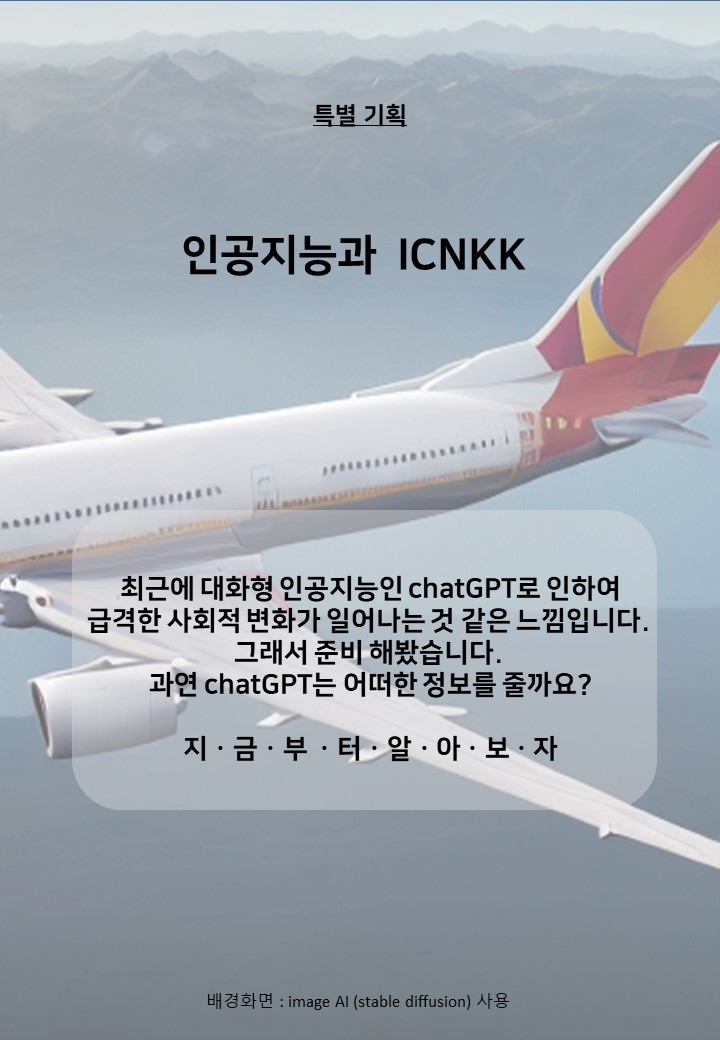 특별 기획
인공지능과 ICNKK
최근에 대화형 인공지능인 chatGPT로 인하여
급격한 사회적 변화가 일어나는 것 같은 느낌입니다.
그래서 준비 해봤습니다.
과연 chatGPT는 어떠한 정보를 줄까요?
지 · 금 · 부 · 터 · 알 · 아 · 보 · 자
배경화면 : image AI (stable diffusion) 사용